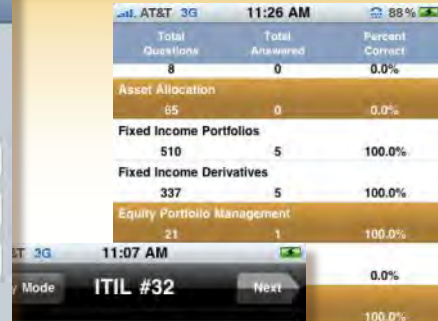 AT&T 3G 11:26 AM 88%
Total Questions Total Answered Percent Correct
8 0 0.0%
Asset Allocation
65 0 0.0%
Fixed Income Portfolios
510 5 100.0%
Fixed Income Derivatives
337 5 100.0%
Equity Portfolio Management
21 1 100.0%
0.0%
100.0%
3G 11:07 AM
Mode ITIL #32 Next